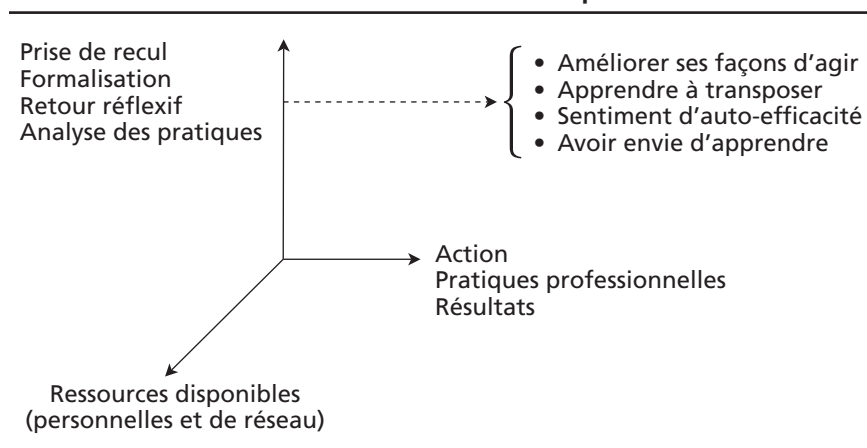 Prise de recul
Formalisation
Retour réflexif
Analyse des pratiques
• Améliorer ses façons d’agir
• Apprendre à transposer
• Sentiment d’auto-efficacité
• Avoir envie d’apprendre
Action
Pratiques professionnelles
Résultats
Ressources disponibles
(personnelles et de réseau)